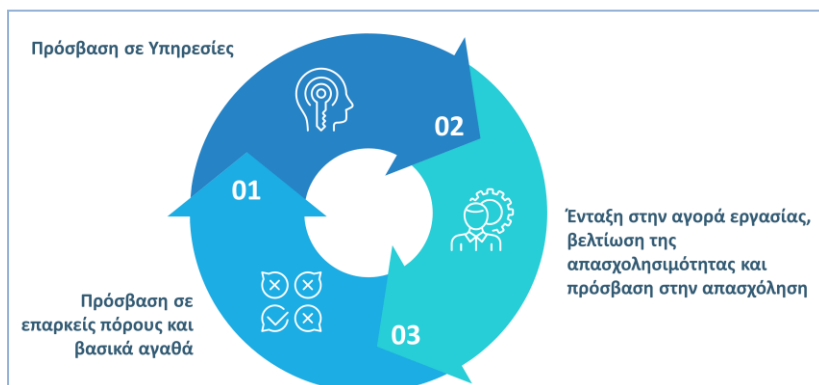 Πρόσβαση σε Υπηρεσίες
02
01
Ένταξη στην αγορά εργασίας,
βελτίωση της
απασχολησιμότητας και
πρόσβαση στην απασχόληση
Πρόσβαση σε
επαρκείς πόρους και
βασικά αγαθά
03